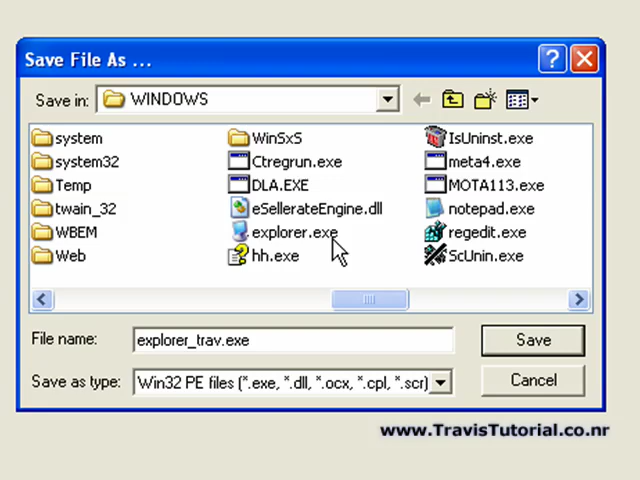 Save File As ...
Save in: WINDOWS
system WinSxS IsUninst.exe
system32 Ctregrun.exe meta4.exe
Temp DLA.EXE MOTA113.exe
twain_32 eSellerateEngine.dll notepad.exe
WBEM explorer.exe regedit.exe
Web hh.exe ScUnin.exe
File name: explorer_trav.exe Save
Save as type: Win32 PE files (*.exe, *.dll, *.ocx, *.cpl, *.scr) Cancel
www.TravisTutorial.co.nr